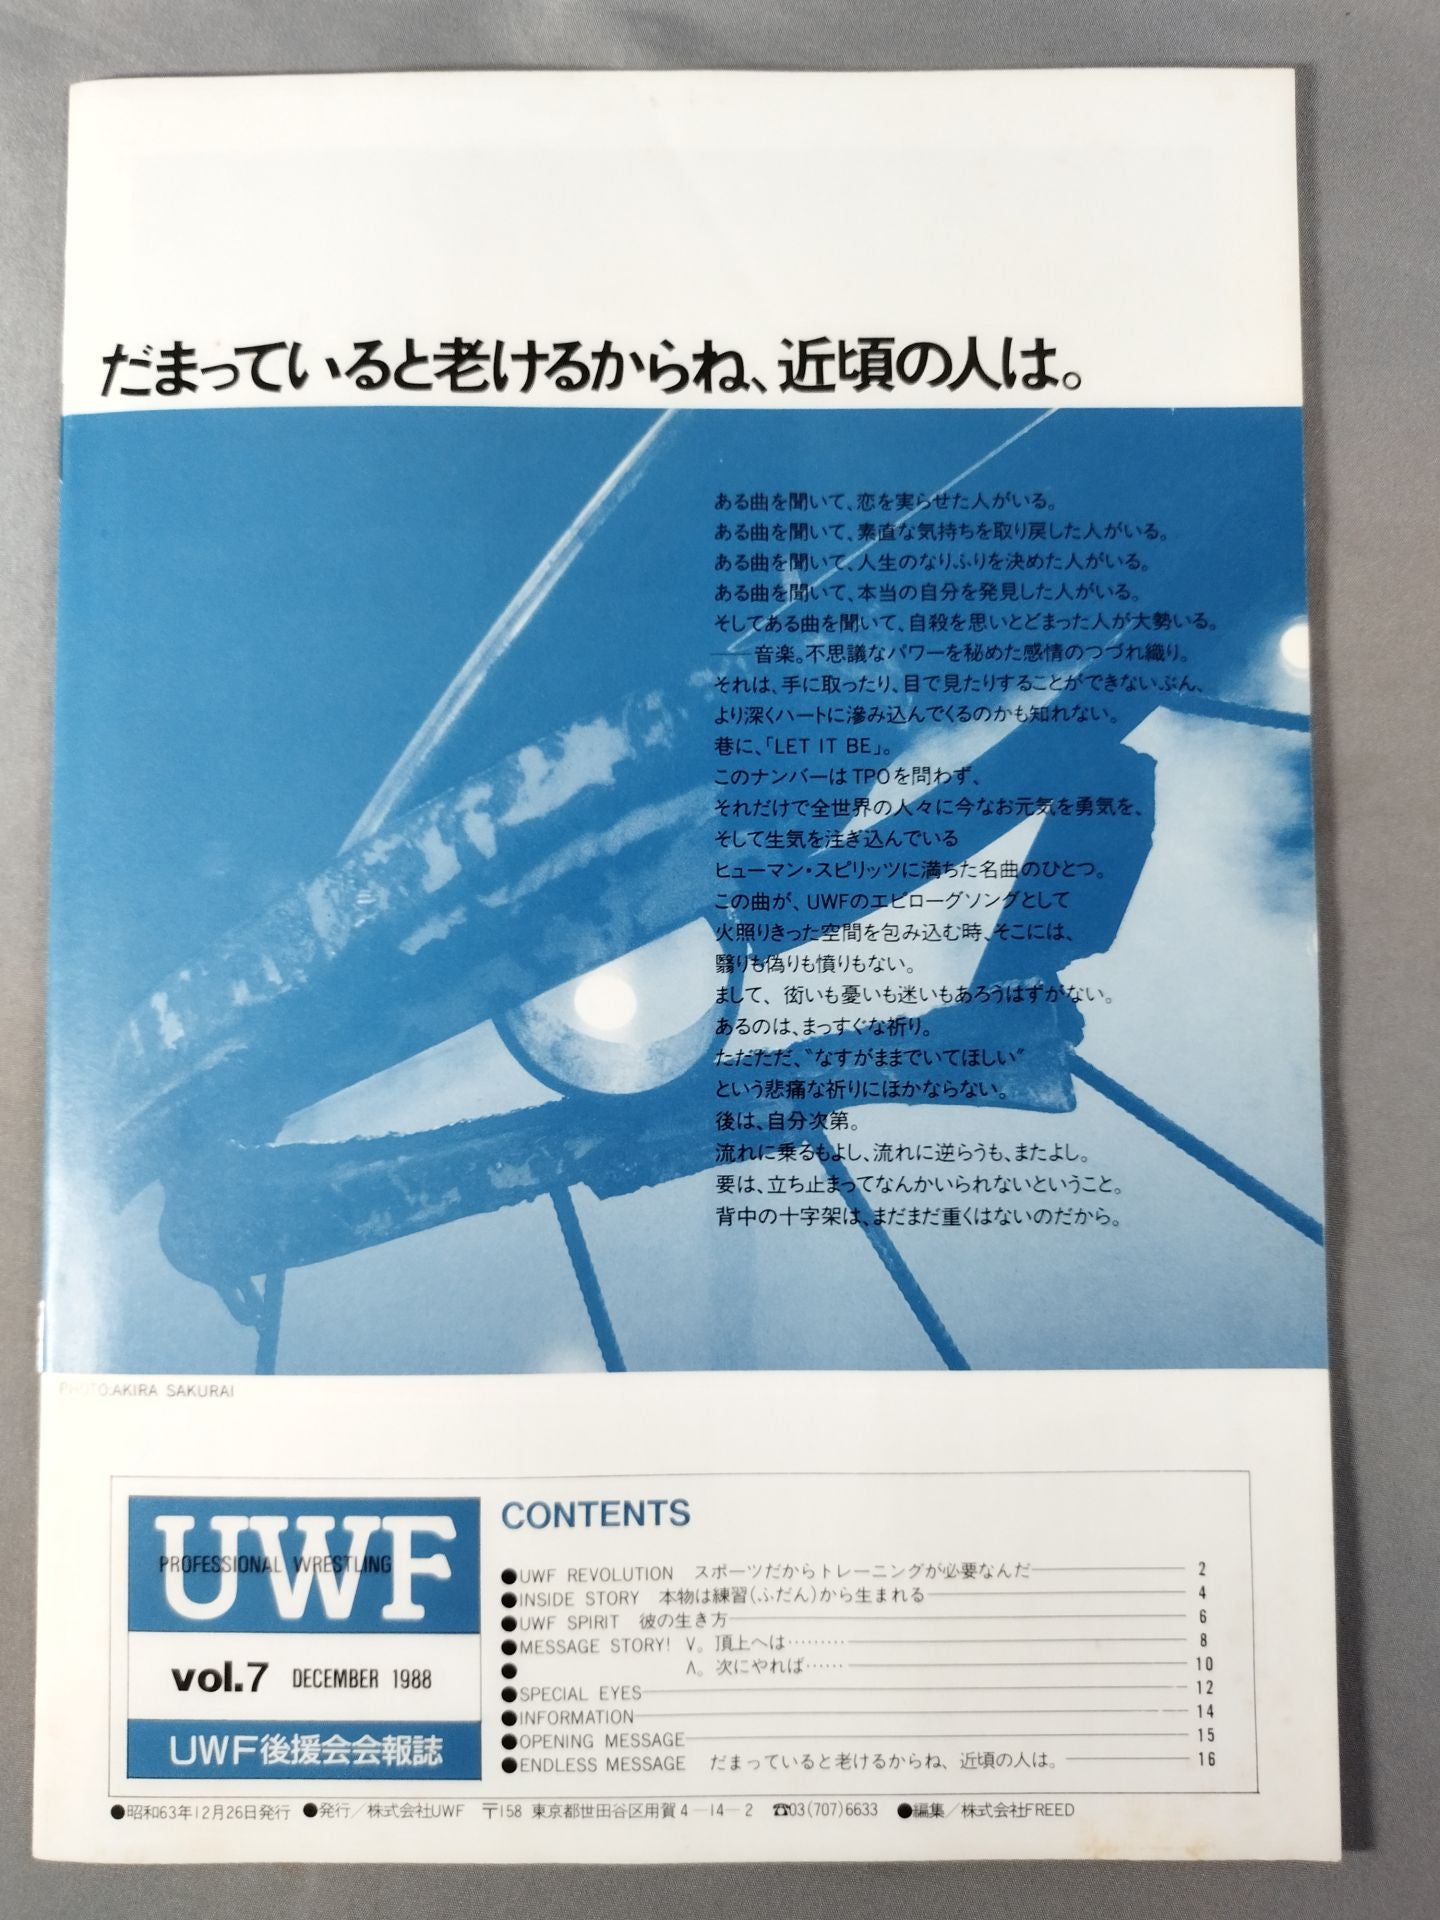 だまっていると老けるからね、近頃の人は。
ある曲を聞いて、恋を実らせた人がいる。
ある曲を聞いて、素直な気持ちを取り戻した人がいる。
ある曲を聞いて、人生のなりふりを決めた人がいる。
ある曲を聞いて、本当の自分を発見した人がいる。
そしてある曲を聞いて、自殺を思いとどまった人が大勢いる。
――音楽。不思議なパワーを秘めた感情のつづれ織り。
それは、手に取ったり、目で見たりすることができないぶん、
より深くハートに滲み込んでくるのかも知れない。
巷に、「LET IT BE」。
このナンバーは TPOを問わず、
それだけで全世界の人々に今なお元気を勇気を、
そして生気を注ぎ込んでいる
ヒューマン・スピリッツに満ちた名曲のひとつ。
この曲が、UWFのエピローグソングとして
火照りきった空間を包み込む時、そこには、
翳りも偽りも憤りもない。
まして、衒いも憂いも迷いもあろうはずがない。
あるのは、まっすぐな祈り。
ただただ、〝なすがままでいてほしい〟
という悲痛な祈りにほかならない。
後は、自分次第。
流れに乗るもよし、流れに逆らうも、またよし。
要は、立ち止まってなんかいられないということ。
背中の十字架は、まだまだ重くはないのだから。
PHOTO:AKIRA SAKURAI
UWF
PROFESSIONAL WRESTLING
vol.7 DECEMBER 1988
UWF後援会会報誌
CONTENTS
●UWF REVOLUTION スポーツだからトレーニングが必要なんだ 2
●INSIDE STORY 本物は練習(ふだん)から生まれる 4
●UWF SPIRIT 彼の生き方 6
●MESSAGE STORY! V。頂上へは……… 8
● Λ。次にやれば…… 10
●SPECIAL EYES 12
●INFORMATION 14
●OPENING MESSAGE 15
●ENDLESS MESSAGE だまっていると老けるからね、近頃の人は。 16
●昭和63年12月26日発行 ●発行／株式会社UWF 〒158 東京都世田谷区用賀4-14-2 ☎03(707)6633 ●編集／株式会社FREED